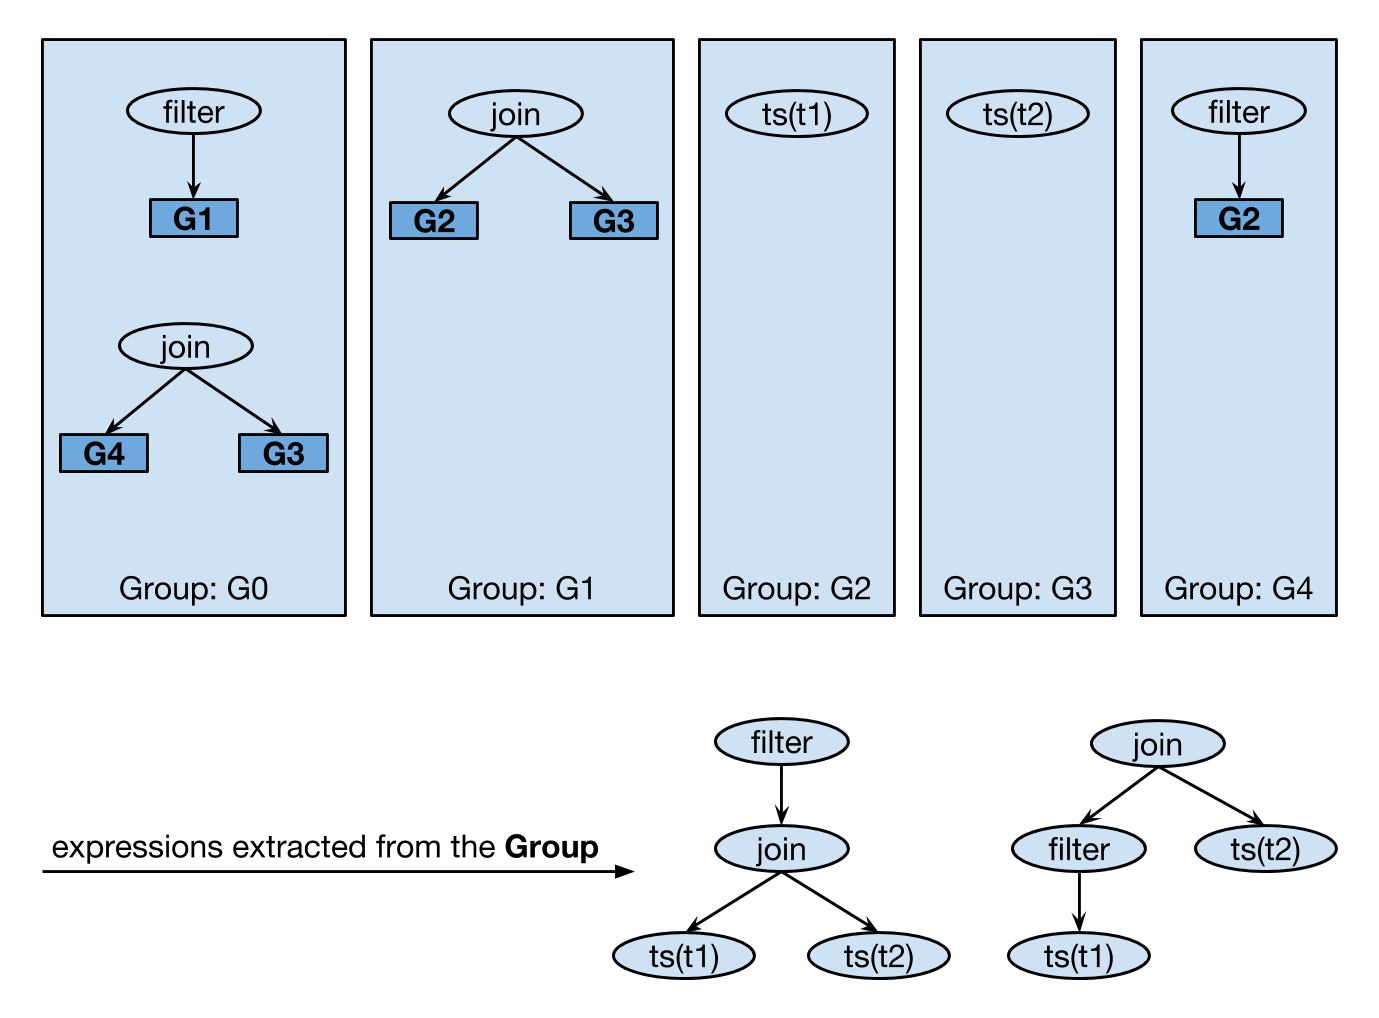 filter
G1
join
G4
G3
Group: G0
join
G2
G3
Group: G1
ts(t1)
Group: G2
ts(t2)
Group: G3
filter
G2
Group: G4
expressions extracted from the Group
filter
join
ts(t1)
ts(t2)
join
filter
ts(t2)
ts(t1)